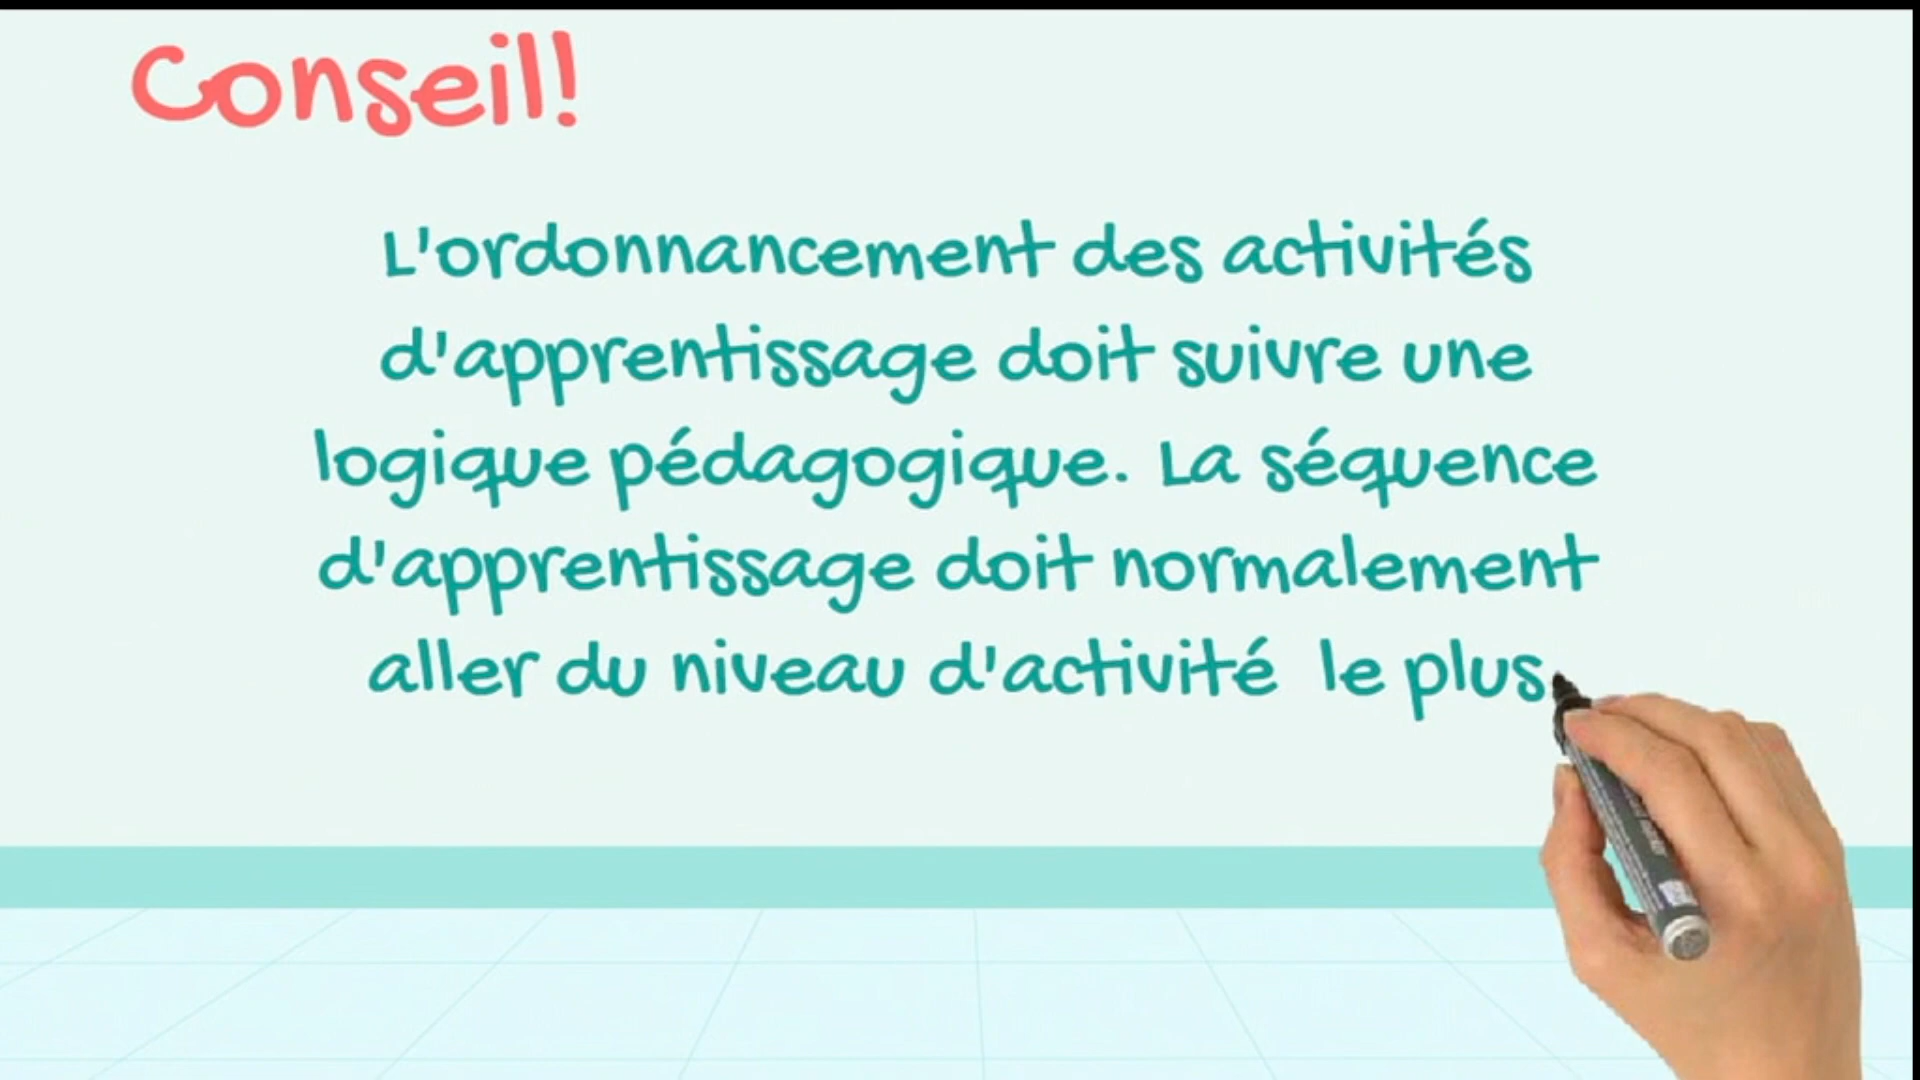 Conseil!
L'ordonnancement des activités
d'apprentissage doit suivre une
logique pédagogique. La séquence
d'apprentissage doit normalement
aller du niveau d'activité le plus